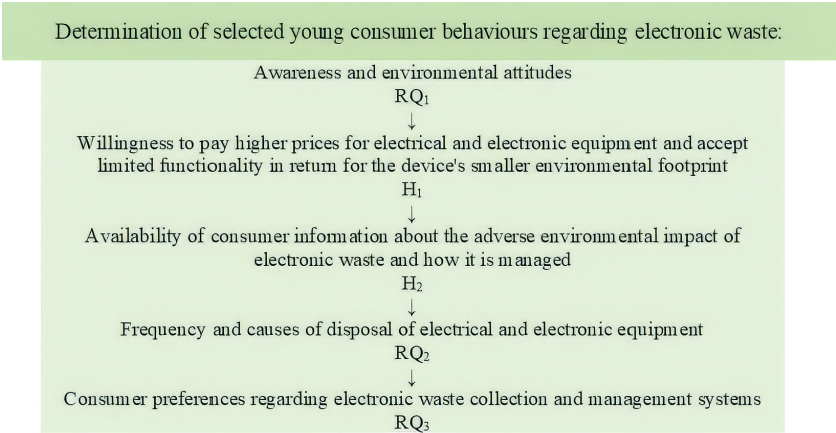 Determination of selected young consumer behaviours regarding electronic waste:
Awareness and environmental attitudes
RQ₁
↓
Willingness to pay higher prices for electrical and electronic equipment and accept
limited functionality in return for the device's smaller environmental footprint
H₁
↓
Availability of consumer information about the adverse environmental impact of
electronic waste and how it is managed
H₂
↓
Frequency and causes of disposal of electrical and electronic equipment
RQ₂
↓
Consumer preferences regarding electronic waste collection and management systems
RQ₃